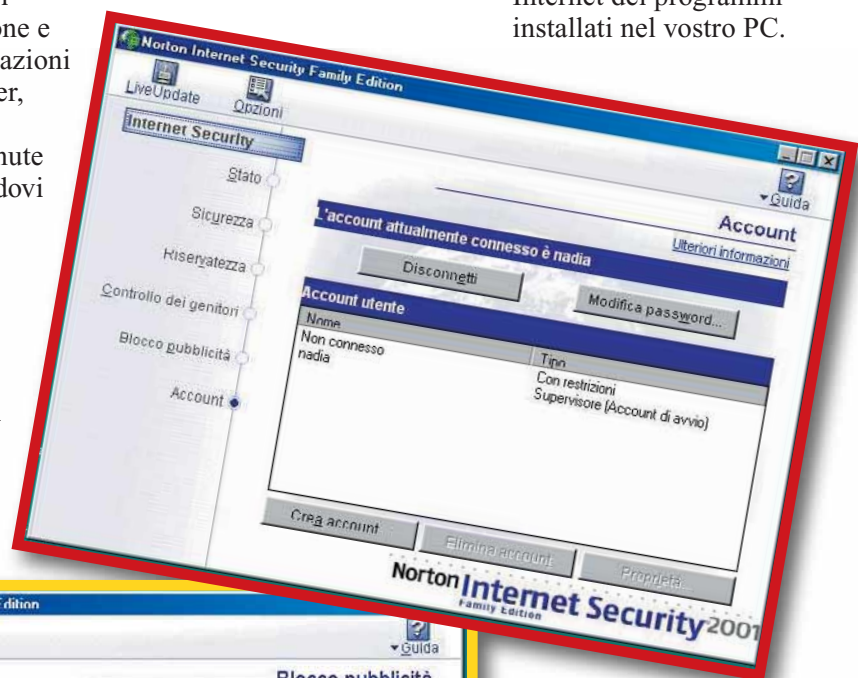 one e
azioni
er,
nute
dovi
Internet dei programmi
installati nel vostro PC.
Norton Internet Security Family Edition
LiveUpdate
Opzioni
Guida
Internet Security
Stato
Sicurezza
Riservatezza
Controllo dei genitori
Blocco pubblicità
Account
Account
Ulteriori informazioni
L'account attualmente connesso è nadia
Disconnetti
Modifica password...
Account utente
Nome Tipo
Non connesso Con restrizioni
nadia Supervisore (Account di avvio)
Crea account
Elimina account
Proprietà...
Norton Internet Security 2001
Family Edition
dition
Guida
Blocco pubblicità